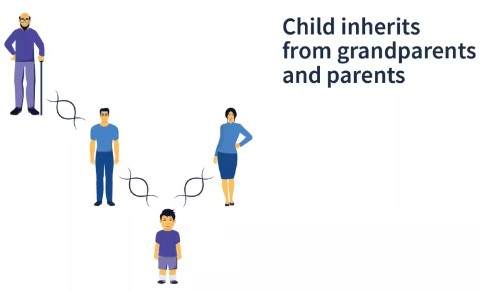 Child inherits
from grandparents
and parents